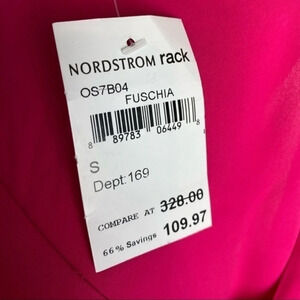 NORDSTROM rack
OS7B04
FUSCHIA
8 89783 06449 8
S
Dept:169
COMPARE AT 328.00
66% Savings 109.97